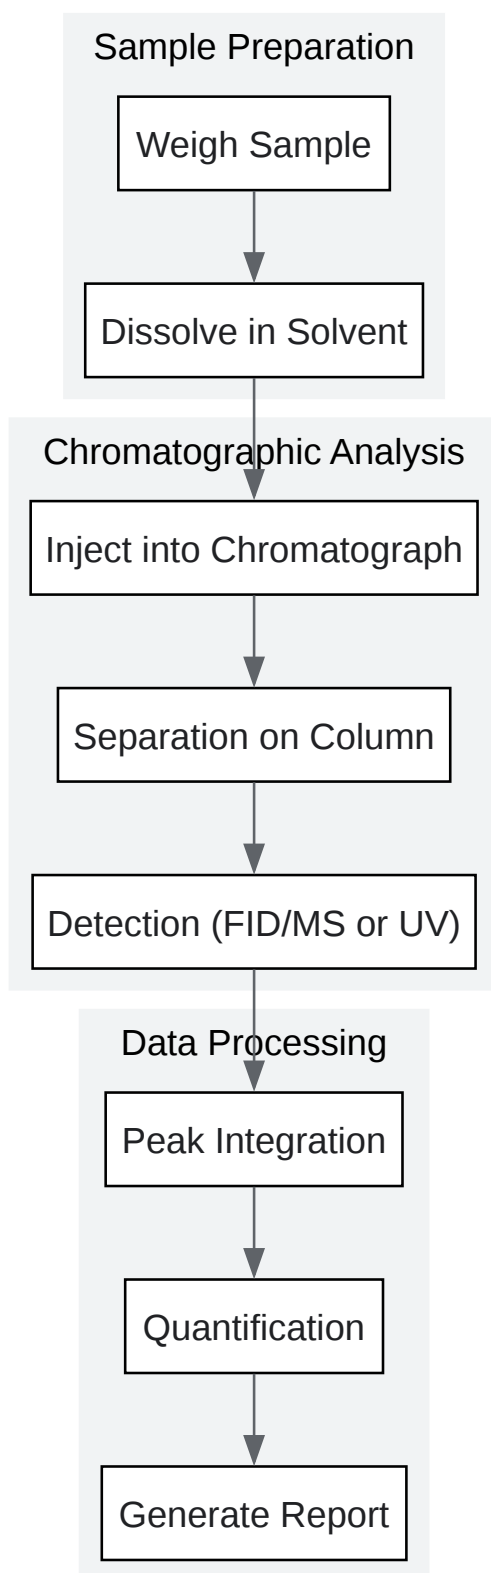 Sample Preparation
Weigh Sample
Dissolve in Solvent
Chromatographic Analysis
Inject into Chromatograph
Separation on Column
Detection (FID/MS or UV)
Data Processing
Peak Integration
Quantification
Generate Report